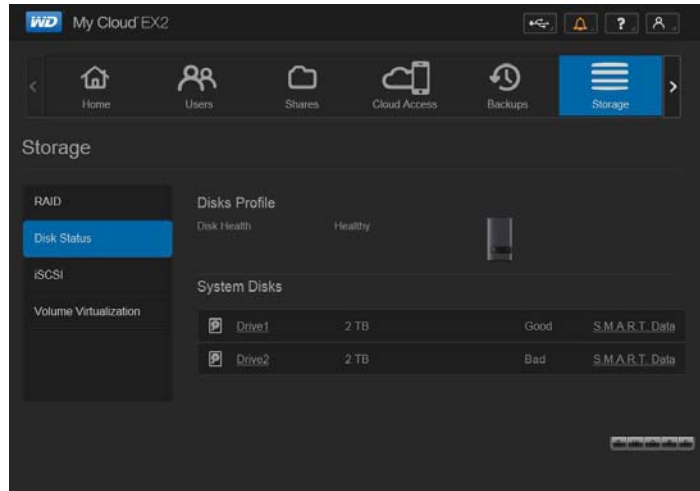 WD My Cloud EX2
?
Home Users Shares Cloud Access Backups Storage
Storage
RAID
Disk Status
iSCSI
Volume Virtualization
Disks Profile
Disk Health Healthy
System Disks
Drive1 2 TB Good S.M.A.R.T. Data
Drive2 2 TB Bad S.M.A.R.T. Data